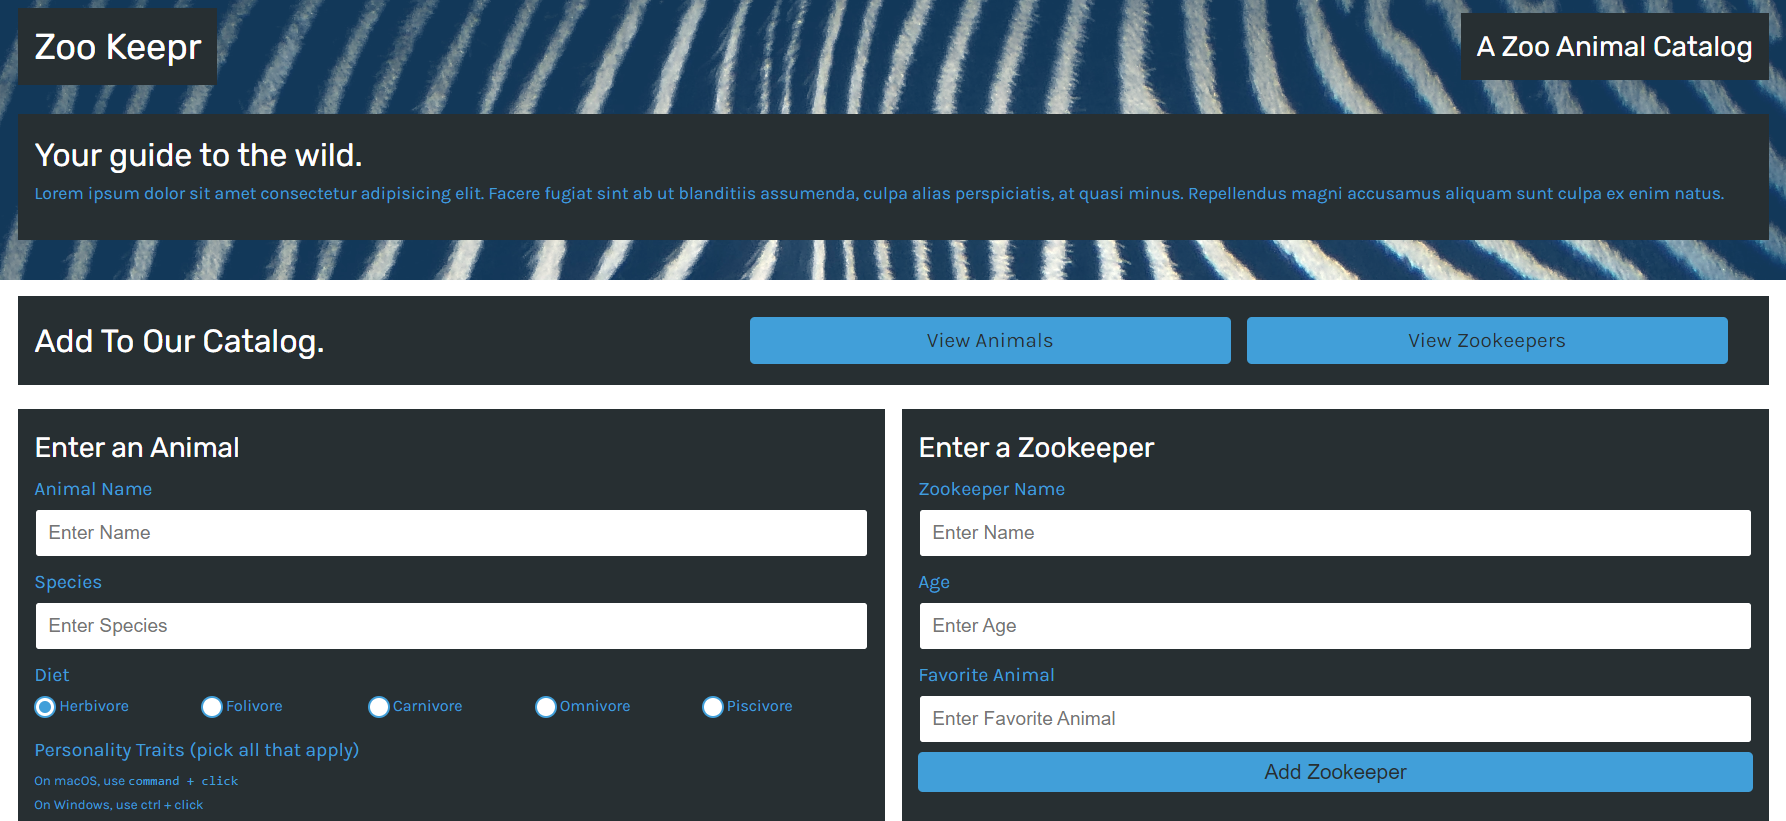 Zoo Keepr
A Zoo Animal Catalog
Your guide to the wild.
Lorem ipsum dolor sit amet consectetur adipisicing elit. Facere fugiat sint ab ut blanditiis assumenda, culpa alias perspiciatis, at quasi minus. Repellendus magni accusamus aliquam sunt culpa ex enim natus.
Add To Our Catalog.
View Animals
View Zookeepers
Enter an Animal
Animal Name
Enter Name
Species
Enter Species
Diet
Herbivore
Folivore
Carnivore
Omnivore
Piscivore
Personality Traits (pick all that apply)
On macOS, use command + click
On Windows, use ctrl + click
Enter a Zookeeper
Zookeeper Name
Enter Name
Age
Enter Age
Favorite Animal
Enter Favorite Animal
Add Zookeeper